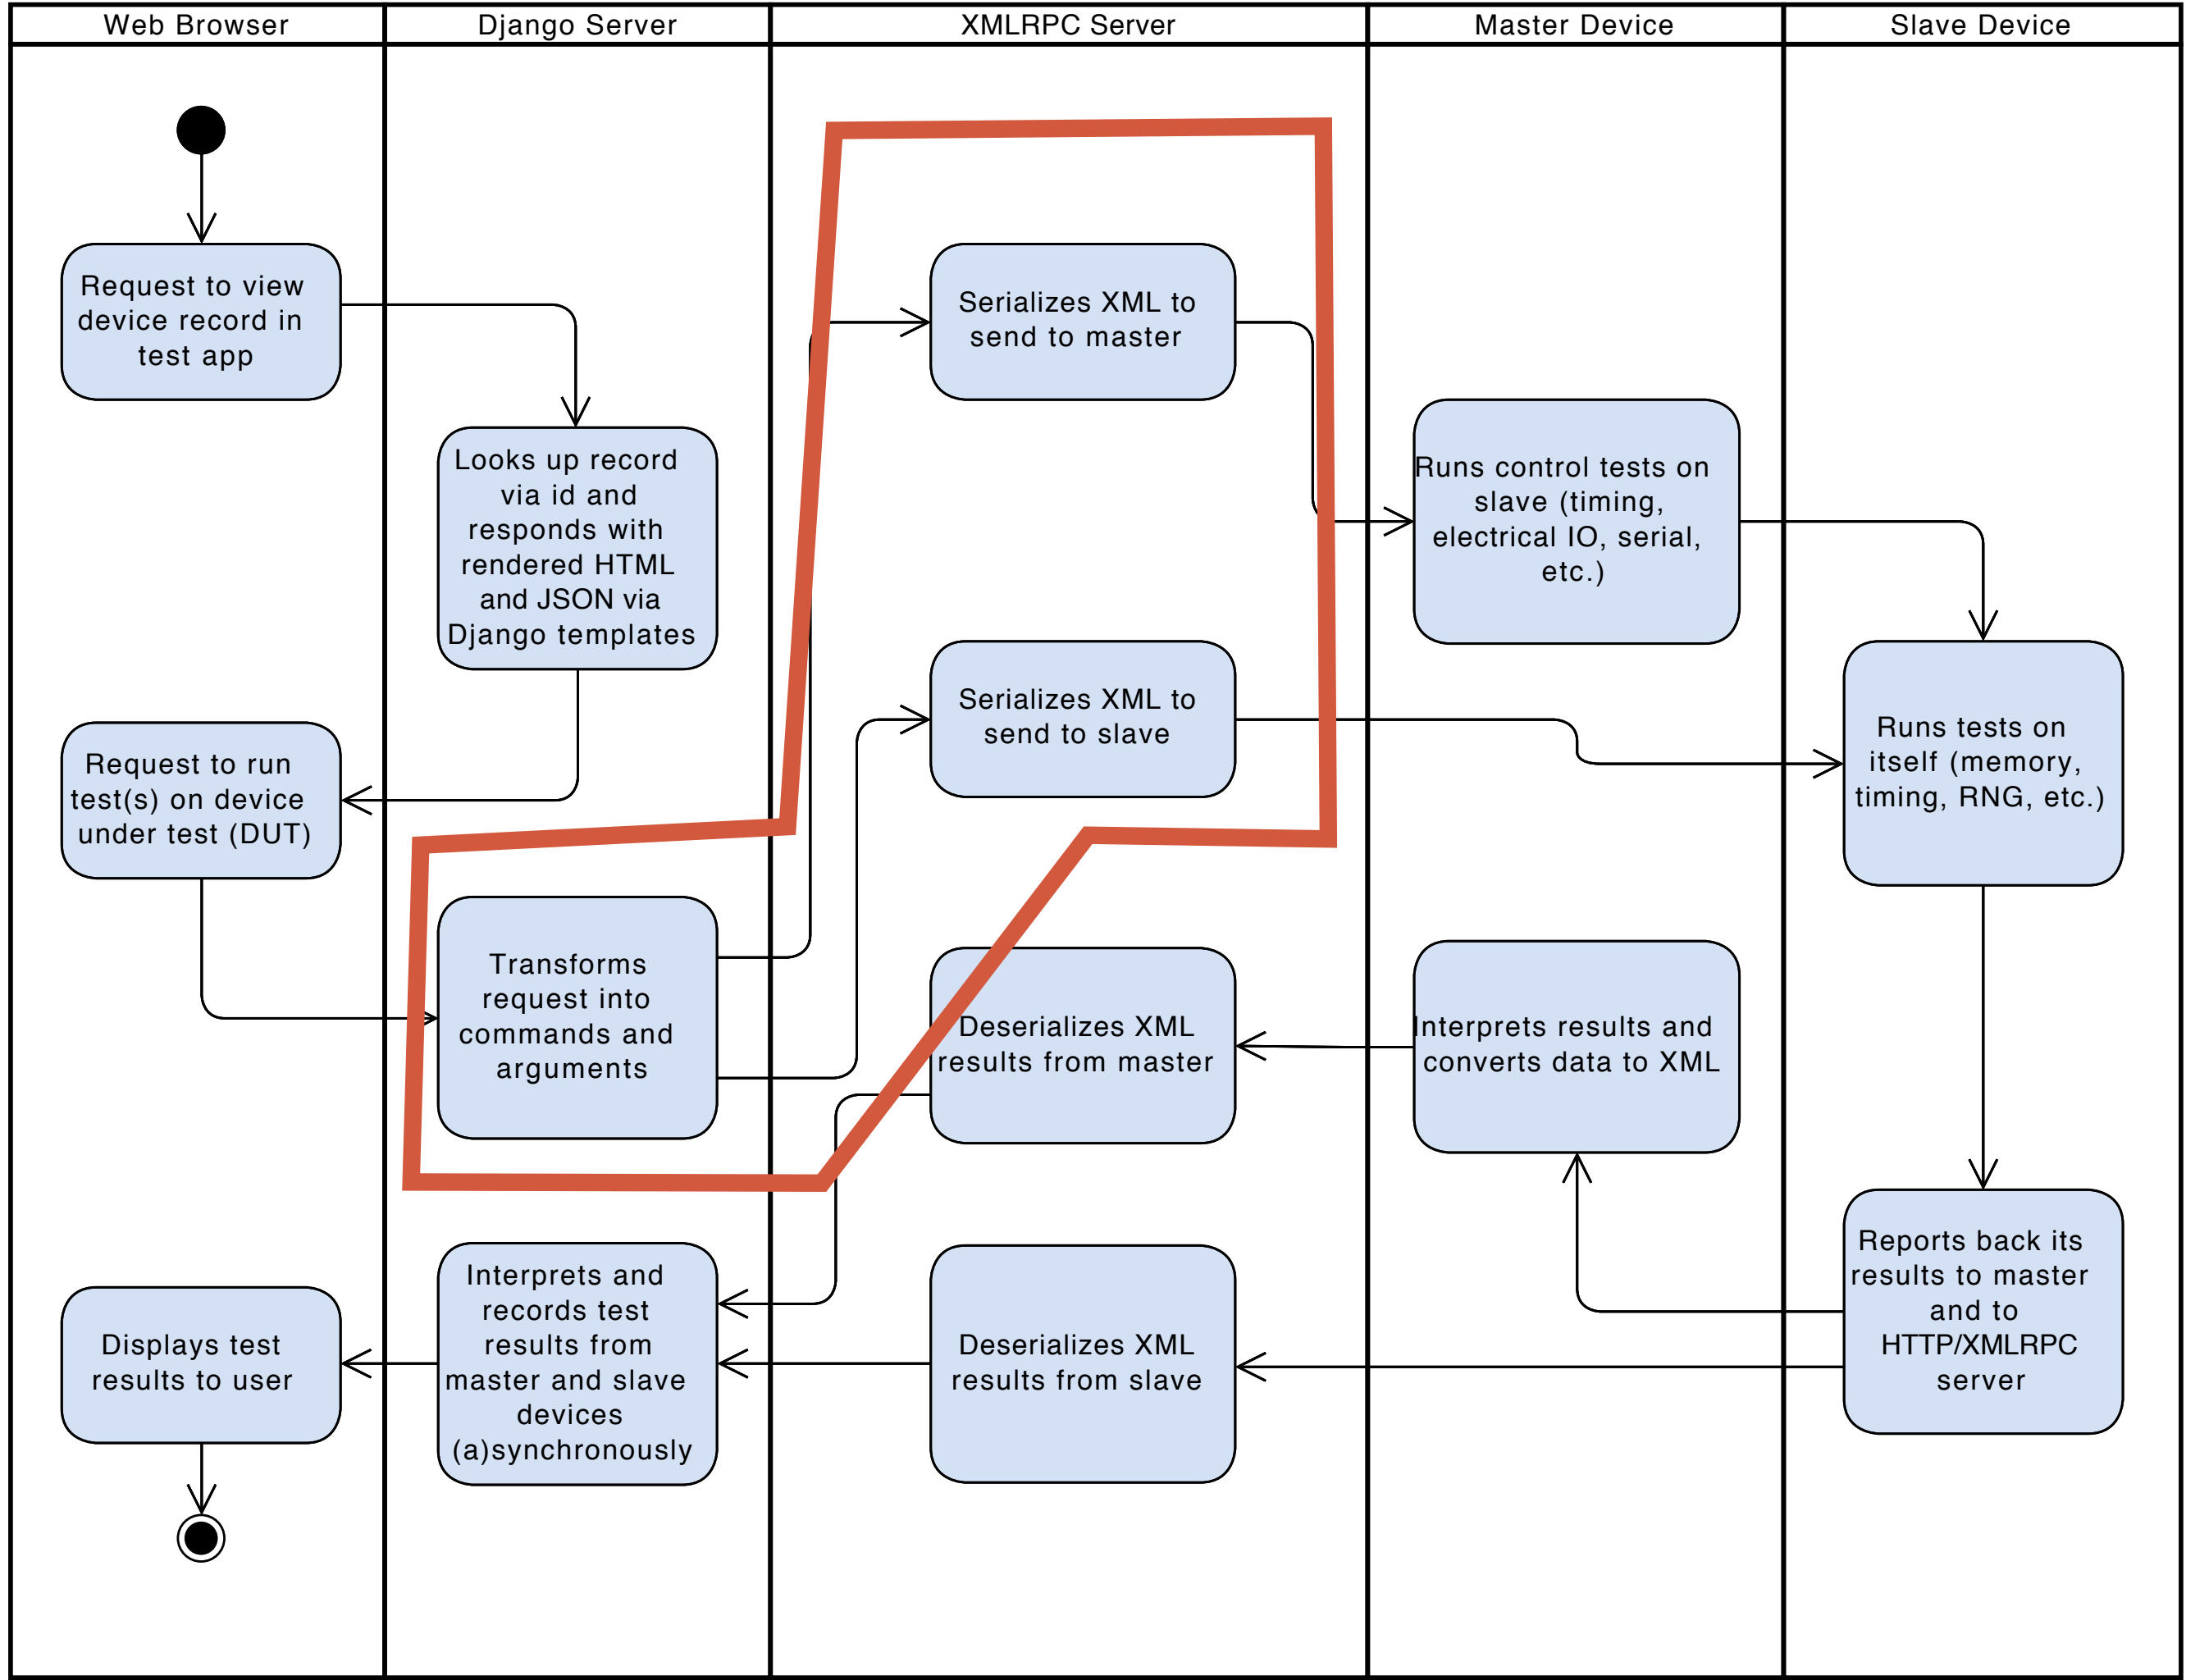 Web Browser
Django Server
XMLRPC Server
Master Device
Slave Device
Request to view
device record in
test app
Looks up record
via id and
responds with
rendered HTML
and JSON via
Django templates
Request to run
test(s) on device
under test (DUT)
Transforms
request into
commands and
arguments
Serializes XML to
send to master
Serializes XML to
send to slave
Runs control tests on
slave (timing,
electrical IO, serial,
etc.)
Runs tests on
itself (memory,
timing, RNG, etc.)
Reports back its
results to master
and to
HTTP/XMLRPC
server
Interprets results and
converts data to XML
Deserializes XML
results from master
Deserializes XML
results from slave
Interprets and
records test
results from
master and slave
devices
(a)synchronously
Displays test
results to user